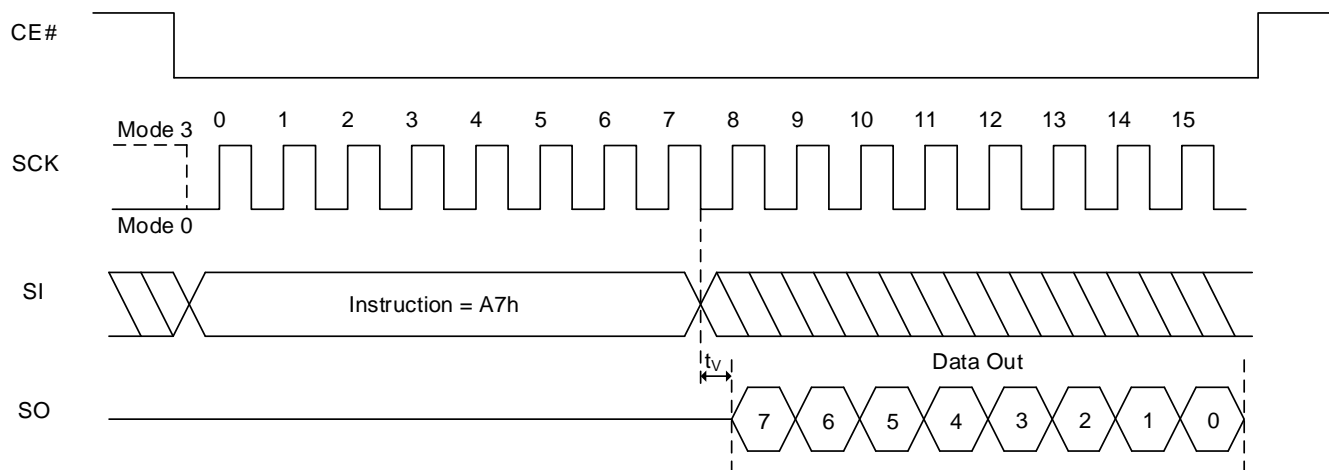 CE#
0 1 2 3 4 5 6 7 8 9 10 11 12 13 14 15
Mode 3
SCK
Mode 0
SI
Instruction = A7h
tV
Data Out
SO
7 6 5 4 3 2 1 0